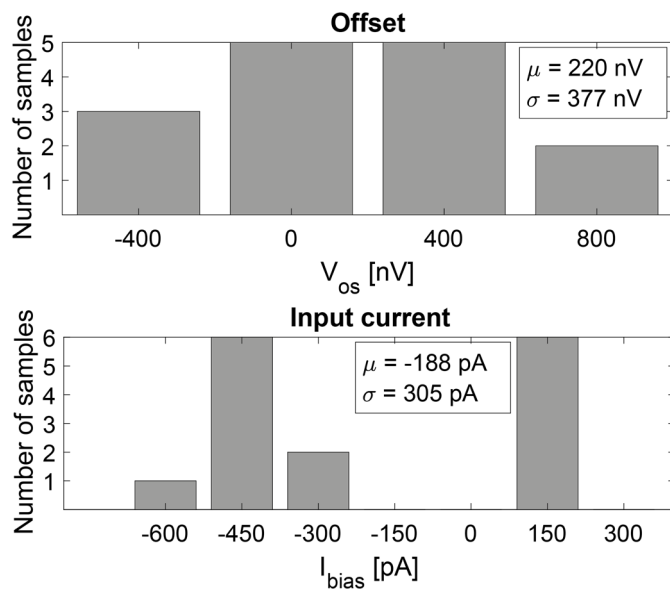 Offset
Number of samples
5
4
3
2
1
μ = 220 nV
σ = 377 nV
-400 0 400 800
V_os [nV]
Input current
Number of samples
6
5
4
3
2
1
μ = -188 pA
σ = 305 pA
-600 -450 -300 -150 0 150 300
I_bias [pA]